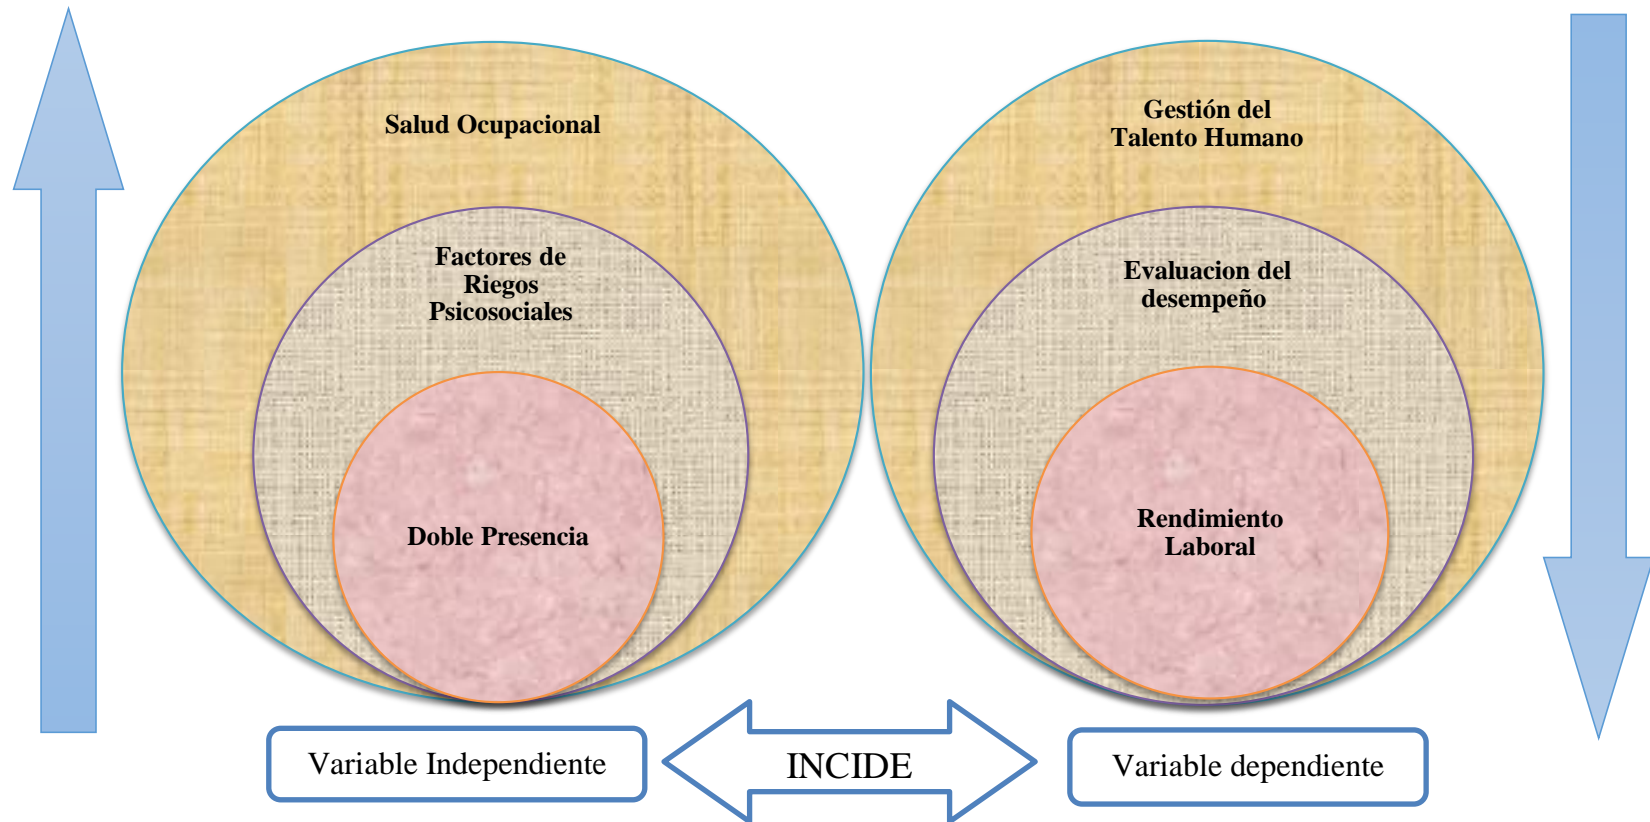 Salud Ocupacional
Factores de
Riegos
Psicosociales
Doble Presencia
Gestión del
Talento Humano
Evaluacion del
desempeño
Rendimiento
Laboral
Variable Independiente
INCIDE
Variable dependiente